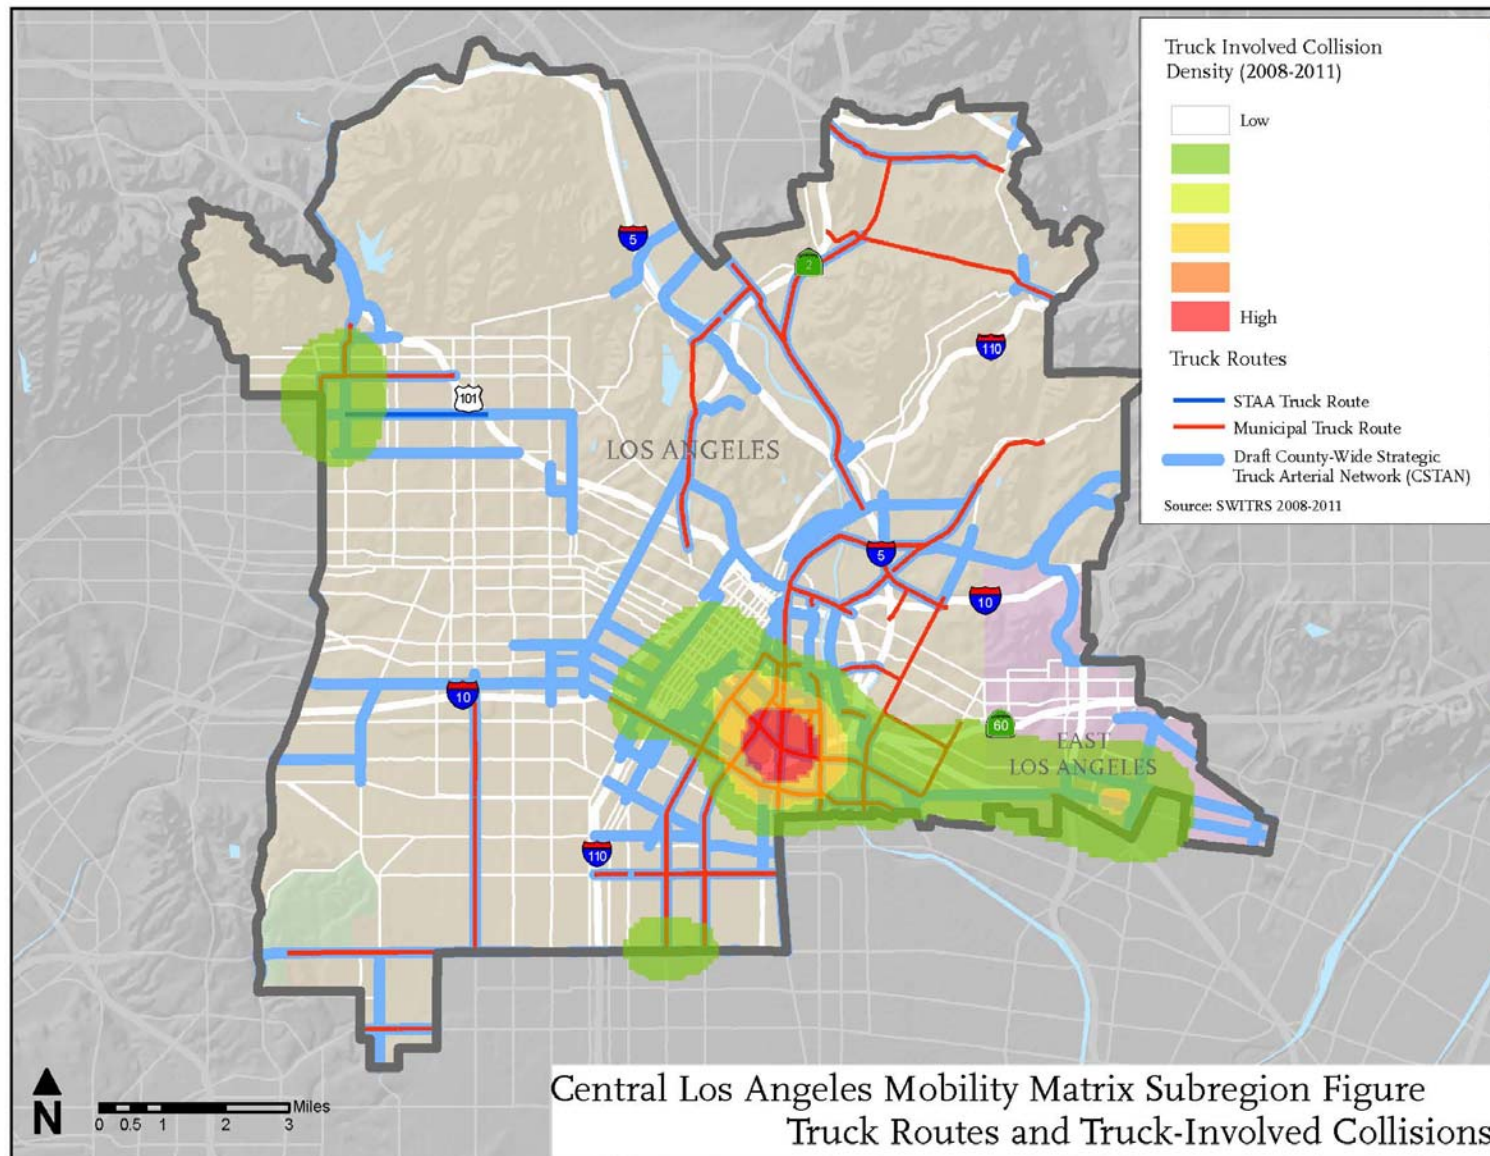 Truck Involved Collision
Density (2008-2011)
Low
High
Truck Routes
STAA Truck Route
Municipal Truck Route
Draft County-Wide Strategic
Truck Arterial Network (CSTAN)
Source: SWITRS 2008-2011
5
2
110
101
LOS ANGELES
5
10
10
60
EAST
LOS ANGELES
110
N
Miles
0 0.5 1 2 3
Central Los Angeles Mobility Matrix Subregion Figure
Truck Routes and Truck-Involved Collisions